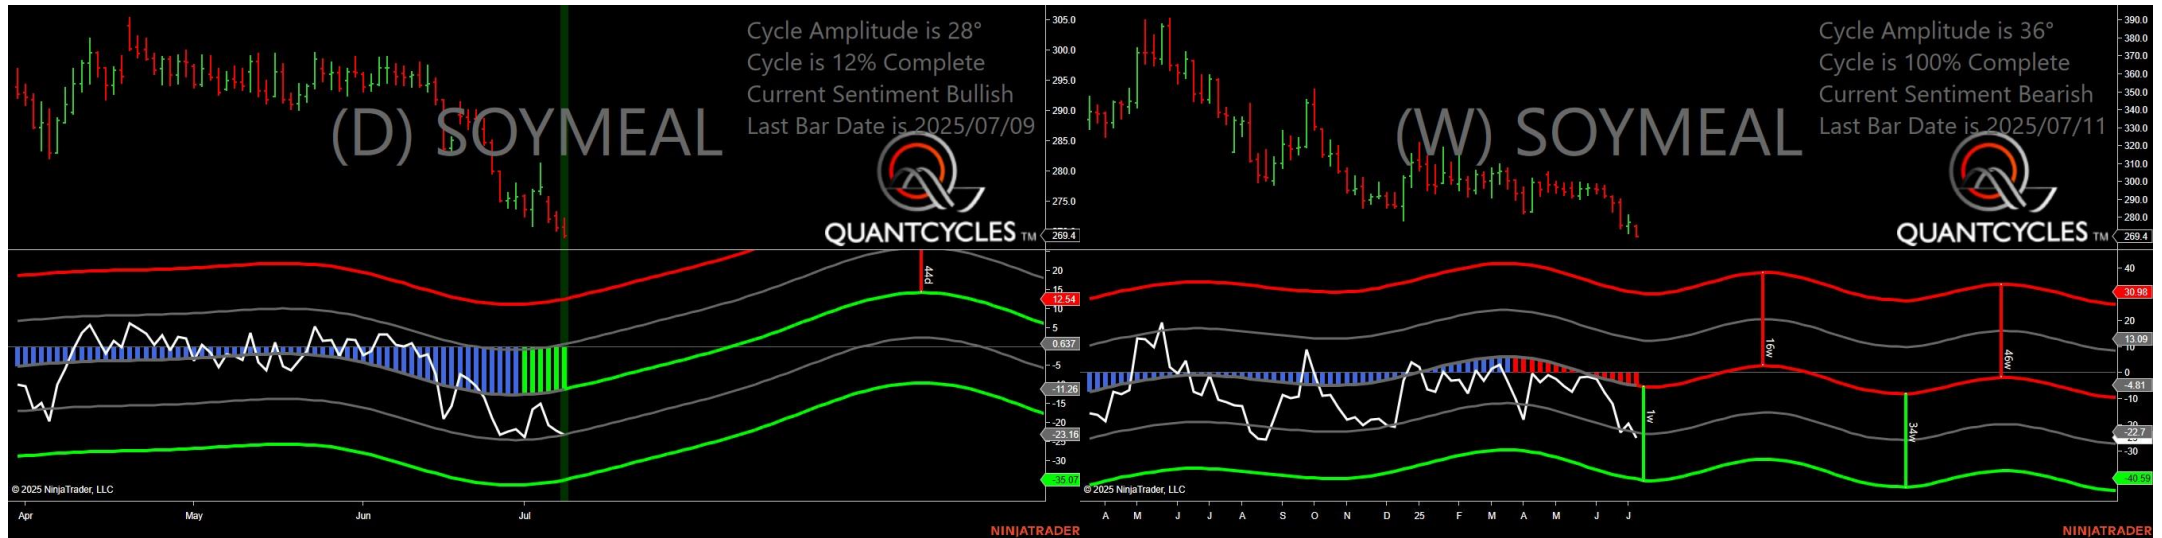 Cycle Amplitude is 28°
Cycle is 12% Complete
Current Sentiment Bullish
Last Bar Date is 2025/07/09
(D) SOYMEAL
QUANTCYCLES TM
305.0
300.0
295.0
290.0
285.0
280.0
275.0
269.4
20
15
12.54
10
5
0.637
-5
-11.26
-15
-20
-23.16
-30
-35.07
44d
© 2025 NinjaTrader, LLC
Apr May Jun Jul
NINJATRADER
Cycle Amplitude is 36°
Cycle is 100% Complete
Current Sentiment Bearish
Last Bar Date is 2025/07/11
(W) SOYMEAL
QUANTCYCLES TM
390.0
380.0
370.0
360.0
350.0
340.0
330.0
320.0
310.0
300.0
290.0
280.0
269.4
40
30.98
20
13.09
10
0
-4.81
-10
-22.7
-30
-40.59
1w
16w
34w
46w
© 2025 NinjaTrader, LLC
A M J J A S O N D 25 F M A M J J
NINJATRADER